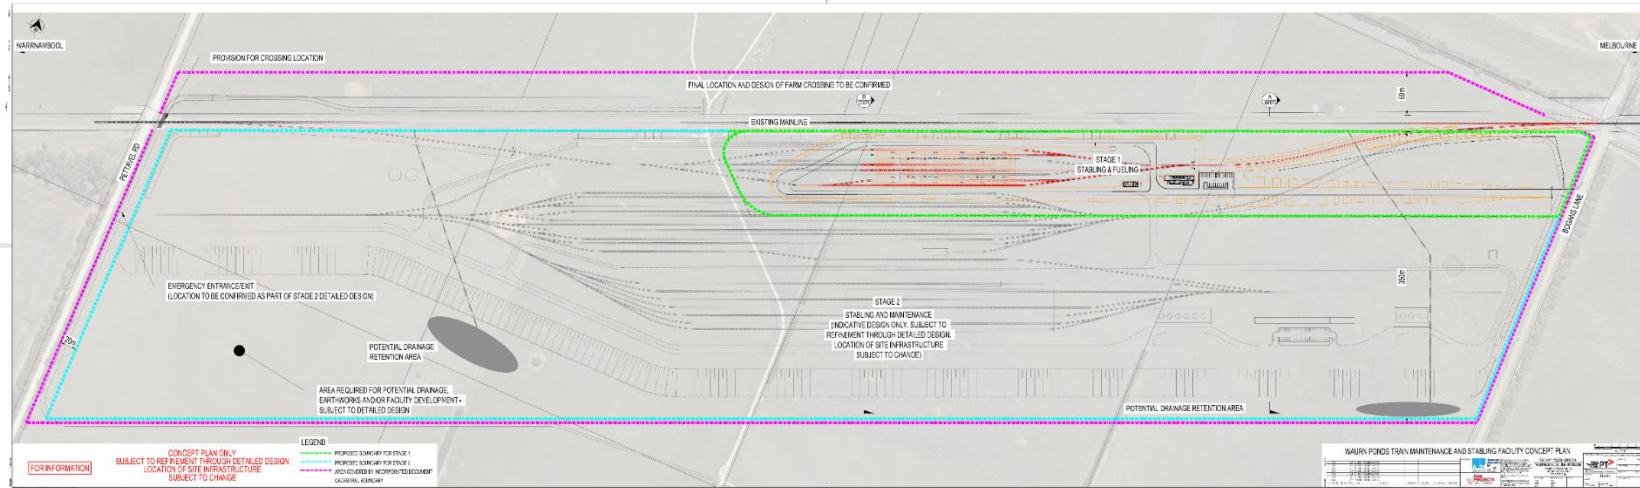 WARRNAMBOOL
MELBOURNE
PROVISION FOR CROSSING LOCATION
FINAL LOCATION AND DESIGN OF FARM CROSSING TO BE CONFIRMED
B
A
60m
EXISTING MAINLINE
PETTAVEL RD
STAGE 1
STABLING & FUELING
BOGANS LANE
350m
EMERGENCY ENTRANCE/EXIT
(LOCATION TO BE CONFIRMED AS PART OF STAGE 2 DETAILED DESIGN)
STAGE 2
STABLING AND MAINTENANCE
(INDICATIVE DESIGN ONLY. SUBJECT TO
REFINEMENT THROUGH DETAILED DESIGN.
LOCATION OF SITE INFRASTRUCTURE
SUBJECT TO CHANGE)
20m
POTENTIAL DRAINAGE
RETENTION AREA
AREA REQUIRED FOR POTENTIAL DRAINAGE,
EARTHWORKS AND/OR FACILITY DEVELOPMENT -
SUBJECT TO DETAILED DESIGN
POTENTIAL DRAINAGE RETENTION AREA
FOR INFORMATION
CONCEPT PLAN ONLY
SUBJECT TO REFINEMENT THROUGH DETAILED DESIGN
LOCATION OF SITE INFRASTRUCTURE
SUBJECT TO CHANGE
LEGEND
PROPOSED BOUNDARY FOR STAGE 1
PROPOSED BOUNDARY FOR STAGE 2
AREA COVERED BY INCORPORATED DOCUMENT
CADASTRAL BOUNDARY
WAURN PONDS TRAIN MAINTENANCE AND STABLING FACILITY CONCEPT PLAN
PROJECTS
PT